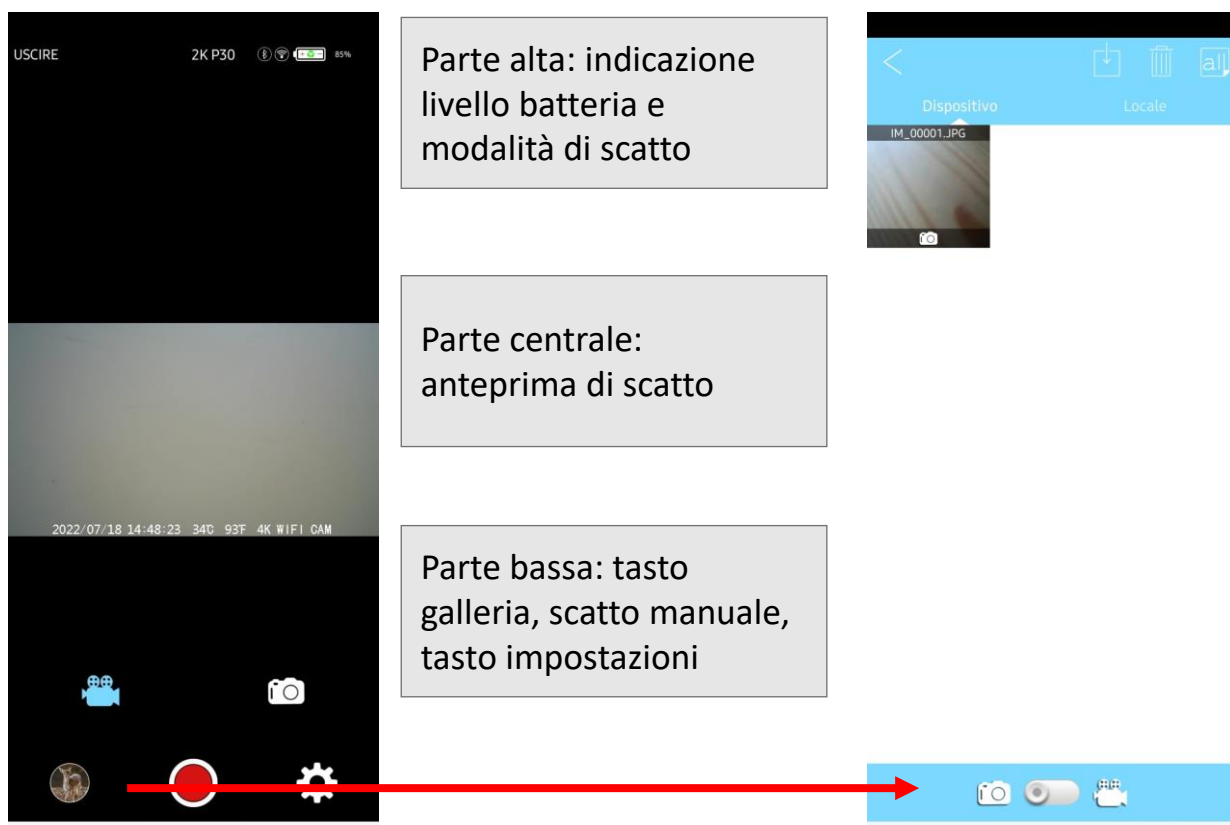 USCIRE 2K P30 85%
2022/07/18 14:48:23 34℃ 93℉ 4K WIFI CAM
Parte alta: indicazione
livello batteria e
modalità di scatto
Parte centrale:
anteprima di scatto
Parte bassa: tasto
galleria, scatto manuale,
tasto impostazioni
all
Dispositivo Locale
IM_00001.JPG